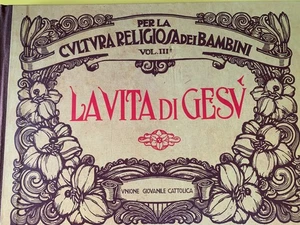 PER LA
CVLTVRA RELIGIOSA DEI BAMBINI
VOL. III°
LA VITA DI GESV'
VNIONE GIOVANILE CATTOLICA